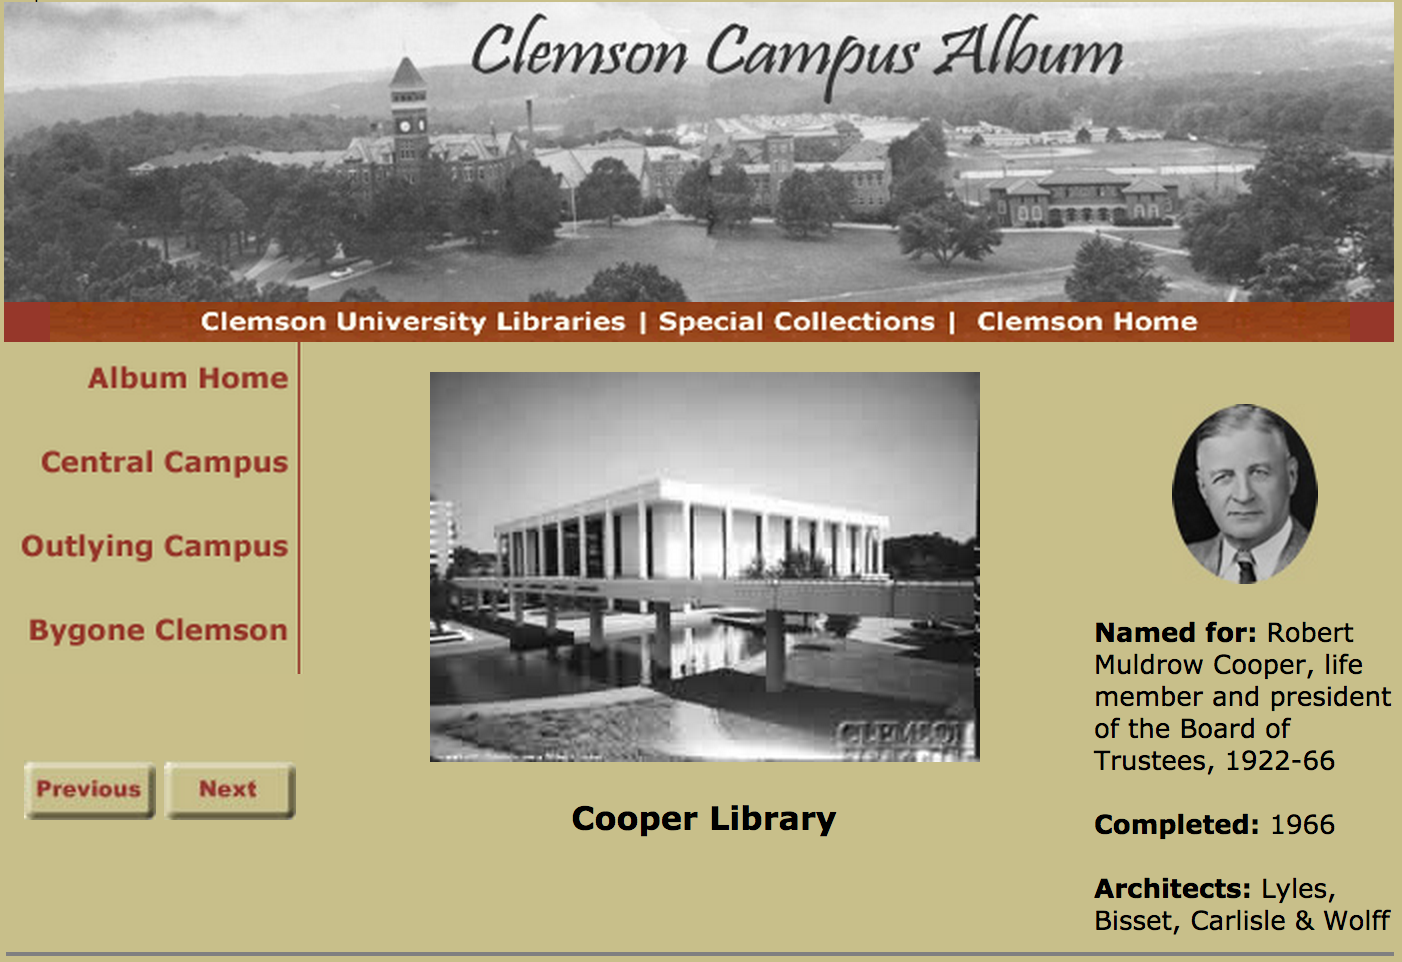 Clemson Campus Album
Clemson University Libraries | Special Collections | Clemson Home
Album Home
Central Campus
Outlying Campus
Bygone Clemson
Previous Next
CLEMSON
Cooper Library
Named for: Robert
Muldrow Cooper, life
member and president
of the Board of
Trustees, 1922-66
Completed: 1966
Architects: Lyles,
Bisset, Carlisle & Wolff